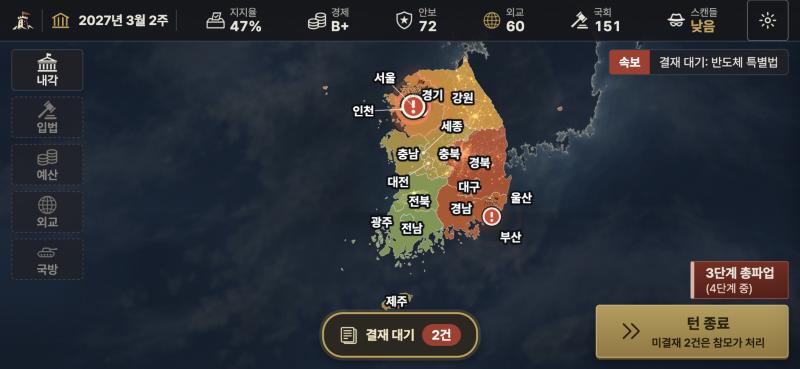 2027년 3월 2주
지지율
47%
경제
B+
안보
72
외교
60
국회
151
스캔들
낮음
내각
입법
예산
외교
국방
속보 결재 대기: 반도체 특별법
서울
경기
강원
인천
세종
충남
충북
경북
대전
대구
전북
울산
경남
광주
전남
부산
제주
3단계 총파업
(4단계 중)
결재 대기 2건
턴 종료
미결재 2건은 참모가 처리